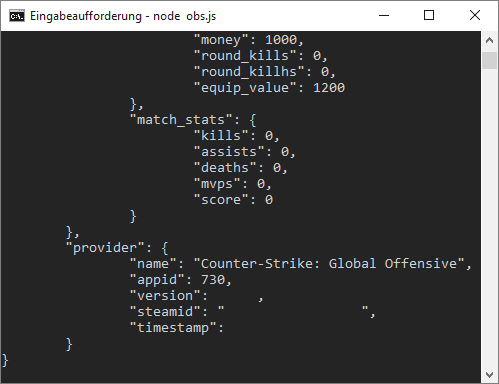 Eingabeaufforderung - node obs.js
"money": 1000,
"round_kills": 0,
"round_killhs": 0,
"equip_value": 1200
},
"match_stats": {
"kills": 0,
"assists": 0,
"deaths": 0,
"mvps": 0,
"score": 0
}
},
"provider": {
"name": "Counter-Strike: Global Offensive",
"appid": 730,
"version": ,
"steamid": " ",
"timestamp":
}
}